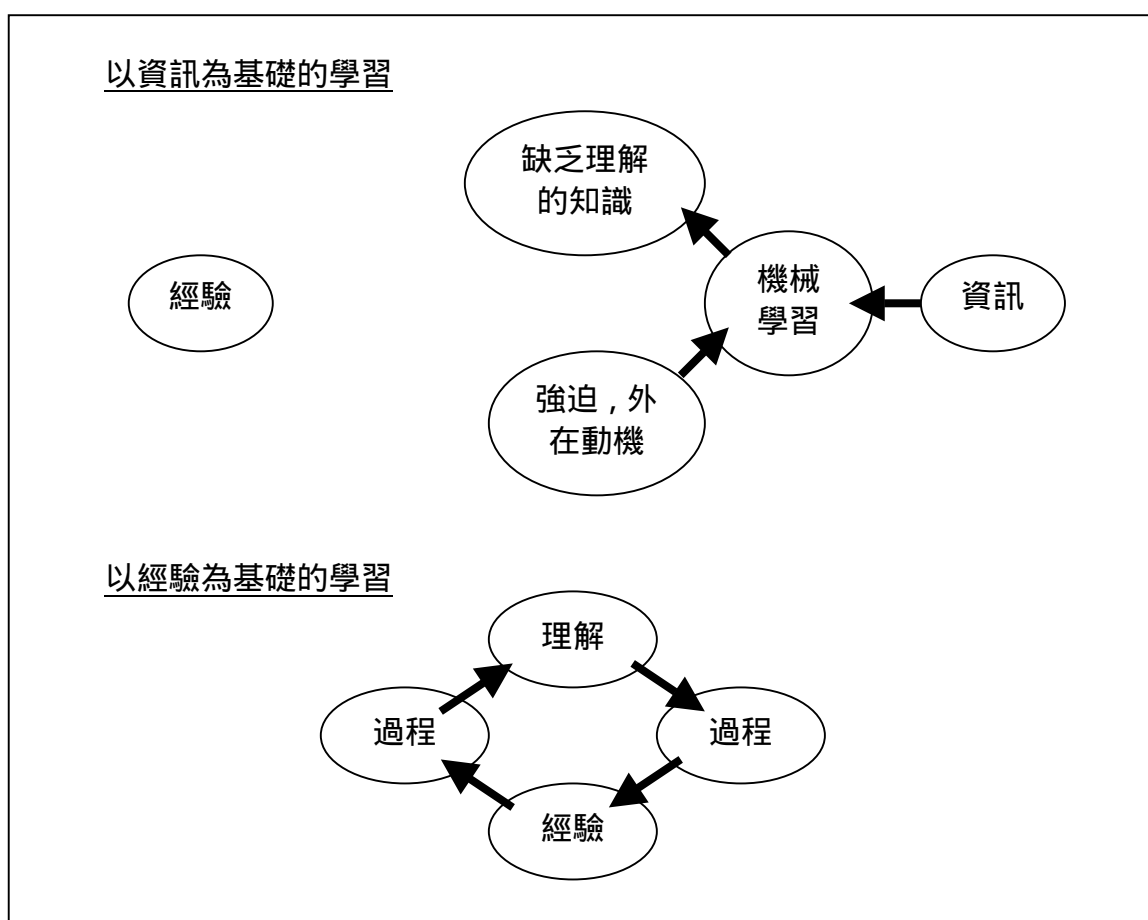 以資訊為基礎的學習
缺乏理解
的知識
經驗
機械
學習
資訊
強迫，外
在動機
以經驗為基礎的學習
理解
過程
過程
經驗